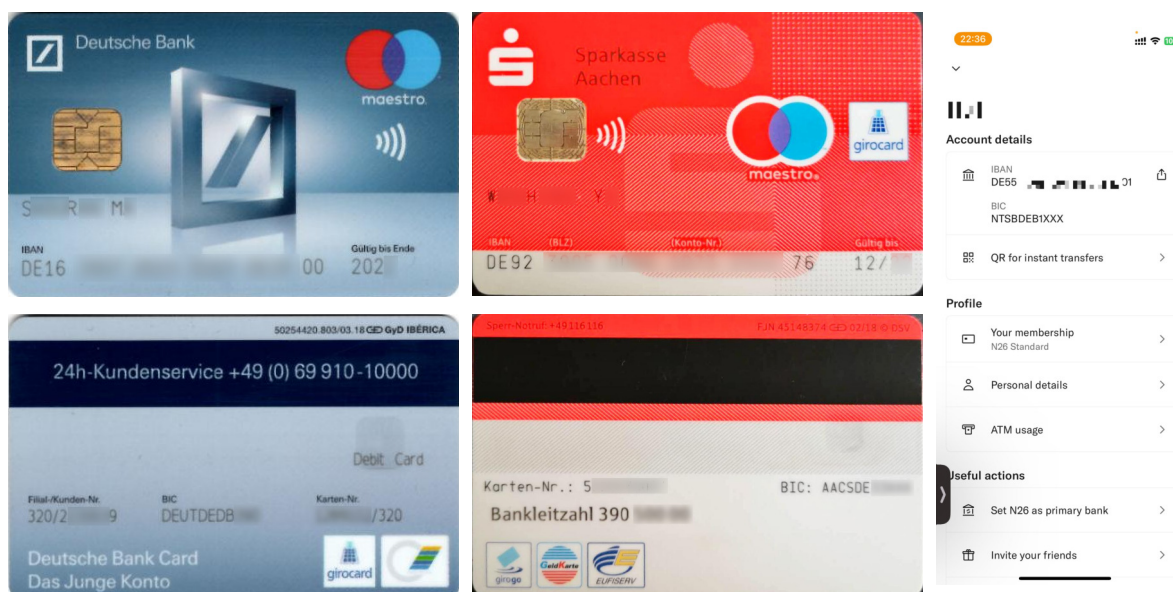 Deutsche Bank
maestro
S R M
IBAN
Gültig bis Ende
DE16 00 202
Sparkasse
Aachen
maestro
girocard
W H Y
IBAN (BLZ) (Konto-Nr.) Gültig bis
DE92 76 12/
50254420.803/03.18 GyD IBÉRICA
24h-Kundenservice +49 (0) 69 910-10000
Debit Card
Filial-/Kunden-Nr. BIC Karten-Nr.
320/2 9 DEUTDEDB /320
Deutsche Bank Card
Das Junge Konto
girocard
Sperr-Notruf: +49 116 116
FJN 45148374 02/18 © DSV
Karten-Nr.: 5 BIC: AACSDE
Bankleitzahl 390
girogo
GeldKarte
EUFISERV
22:36
Account details
IBAN
DE55 01
BIC
NTSBDEB1XXX
QR for instant transfers
Profile
Your membership
N26 Standard
Personal details
ATM usage
Useful actions
Set N26 as primary bank
Invite your friends